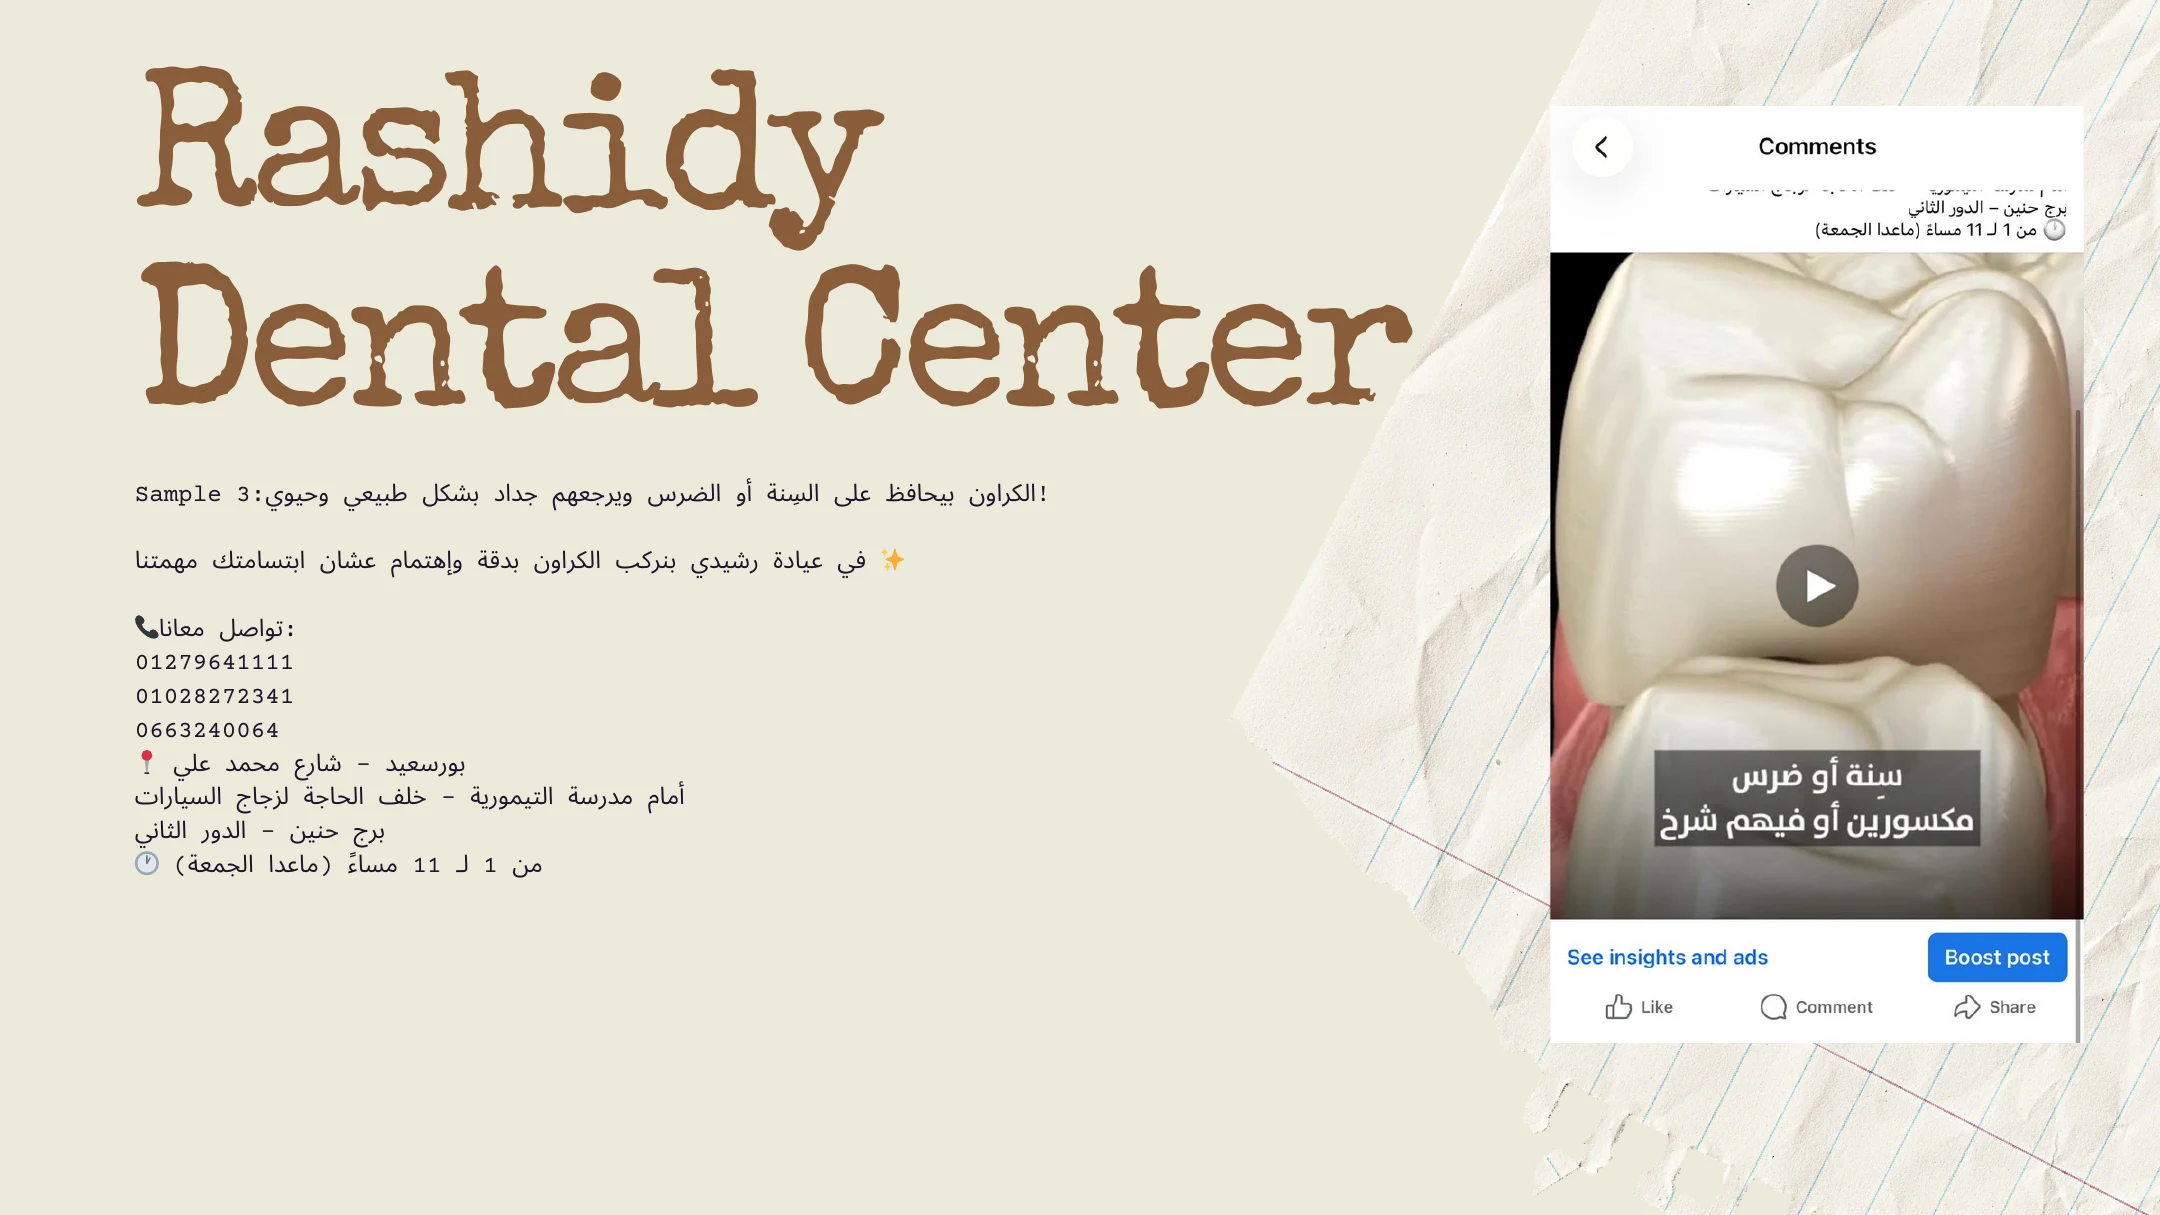 Rashidy
Dental Center
Sample 3:الكراون بيحافظ على السِنة أو الضرس ويرجعهم جداد بشكل طبيعي وحيوي!
في عيادة رشيدي بنركب الكراون بدقة وإهتمام عشان ابتسامتك مهمتنا ✨
📞تواصل معانا:
01279641111
01028272341
0663240064
📍 بورسعيد – شارع محمد علي
أمام مدرسة التيمورية – خلف الحاجة لزجاج السيارات
برج حنين – الدور الثاني
🕐 من 1 لـ 11 مساءً (ماعدا الجمعة)
Comments
برج حنين – الدور الثاني
🕐 من 1 لـ 11 مساءً (ماعدا الجمعة)
سِنة أو ضرس
مكسورين أو فيهم شرخ
See insights and ads
Boost post
Like
Comment
Share